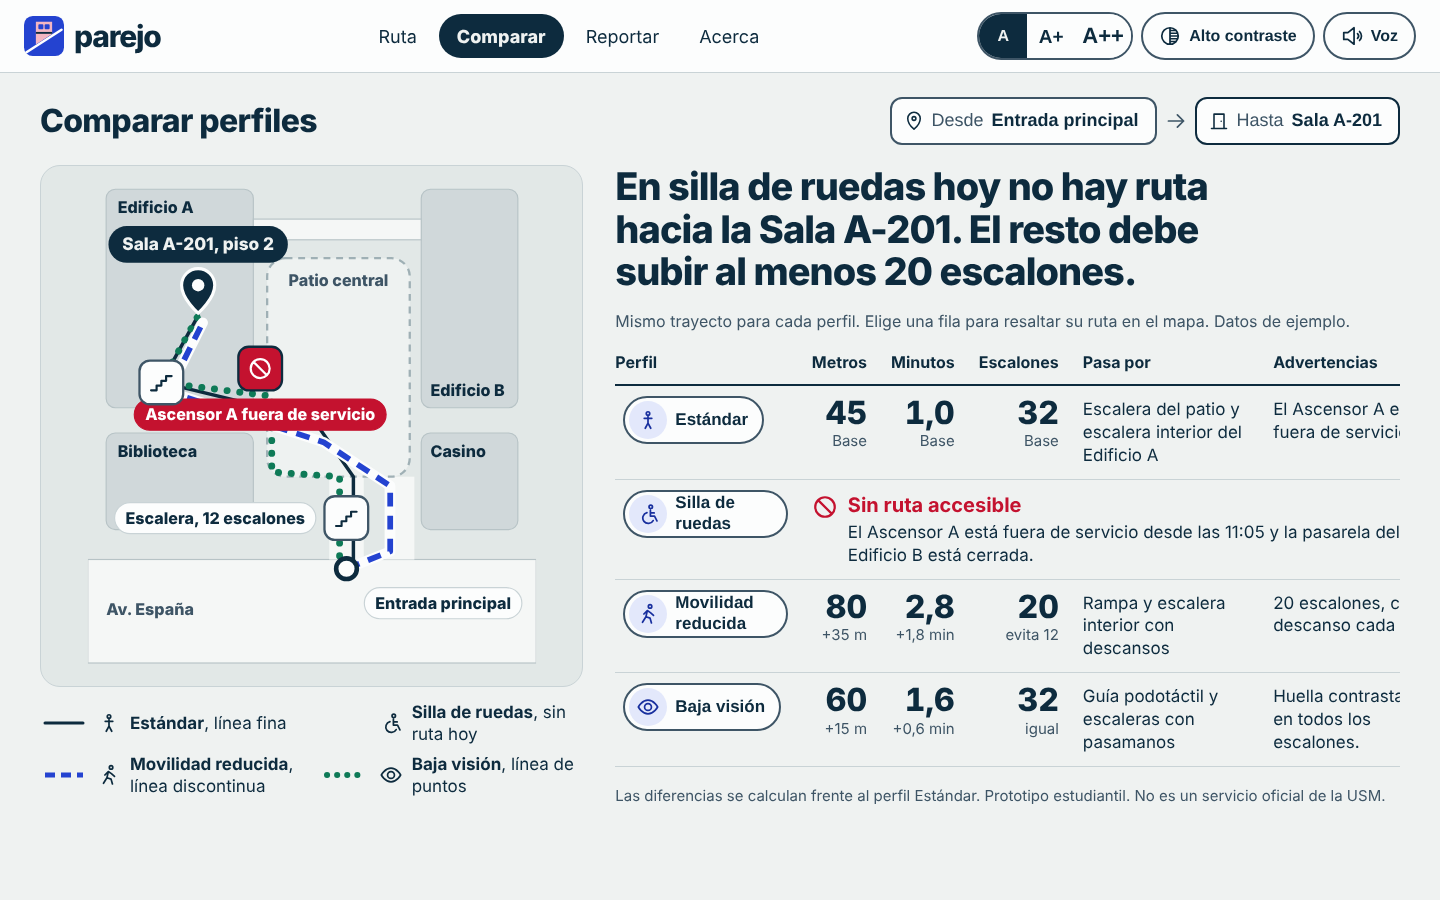 parejo
Ruta
Comparar
Reportar
Acerca
A
A+
A++
Alto contraste
Voz
Comparar perfiles
Desde Entrada principal
Hasta Sala A-201
Edificio A
Sala A-201, piso 2
Patio central
Edificio B
Ascensor A fuera de servicio
Biblioteca
Casino
Escalera, 12 escalones
Av. España
Entrada principal
Estándar, línea fina
Silla de ruedas, sin
ruta hoy
Movilidad reducida,
línea discontinua
Baja visión, línea de
puntos
En silla de ruedas hoy no hay ruta
hacia la Sala A-201. El resto debe
subir al menos 20 escalones.
Mismo trayecto para cada perfil. Elige una fila para resaltar su ruta en el mapa. Datos de ejemplo.
Perfil Metros Minutos Escalones Pasa por Advertencias
Estándar
45
Base
1,0
Base
32
Base
Escalera del patio y
escalera interior del
Edificio A
El Ascensor A
fuera de
Silla de
ruedas
Sin ruta accesible
El Ascensor A está fuera de servicio desde las 11:05 y la pasarela del
Edificio B está cerrada.
Movilidad
reducida
80
+35 m
2,8
+1,8 min
20
evita 12
Rampa y escalera
interior con
descansos
20 escalones,
descanso cada
Baja visión
60
+15 m
1,6
+0,6 min
32
igual
Guía podotáctil y
escaleras con
pasamanos
Huella
en todos los
escalones.
Las diferencias se calculan frente al perfil Estándar. Prototipo estudiantil. No es un servicio oficial de la USM.